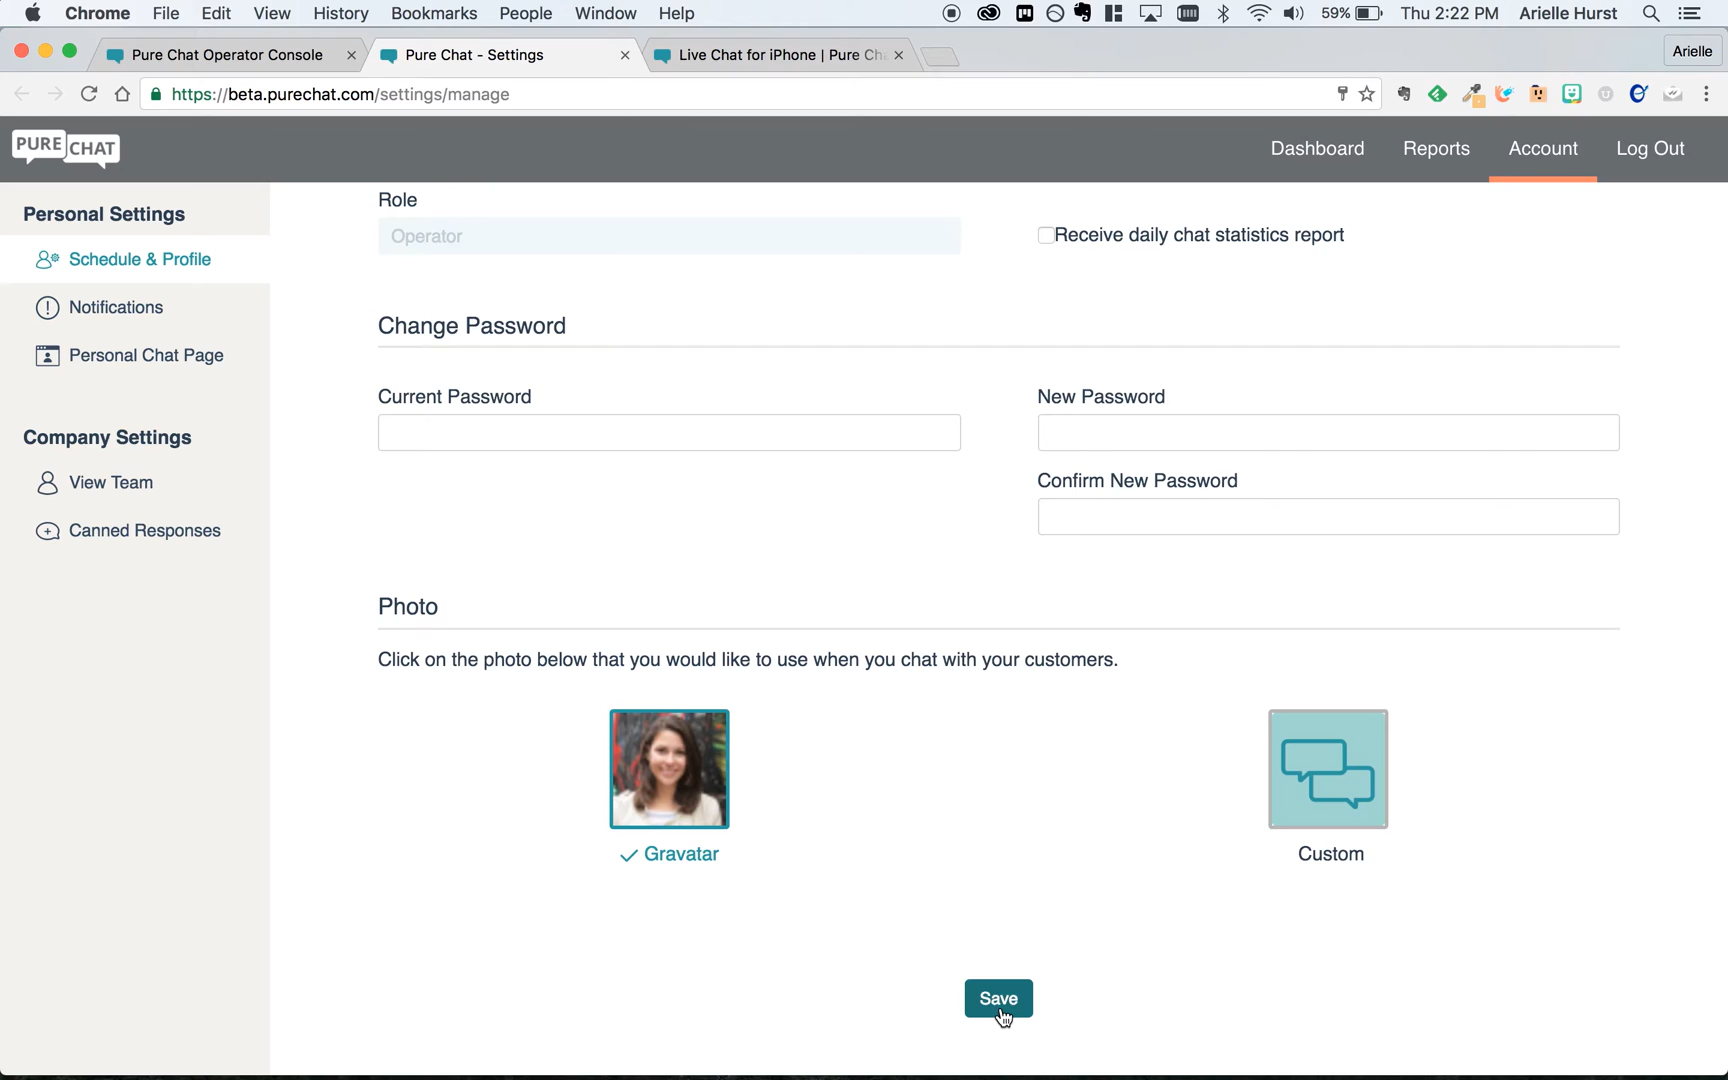 Chrome File Edit View History Bookmarks People Window Help 59% Thu 2:22 PM Arielle Hurst
Pure Chat Operator Console Pure Chat - Settings Live Chat for iPhone | Pure Cha Arielle
https://beta.purechat.com/settings/manage
PURE CHAT Dashboard Reports Account Log Out
Personal Settings
Schedule & Profile
Notifications
Personal Chat Page
Company Settings
View Team
Canned Responses
Role
Operator
Receive daily chat statistics report
Change Password
Current Password
New Password
Confirm New Password
Photo
Click on the photo below that you would like to use when you chat with your customers.
Gravatar
Custom
Save